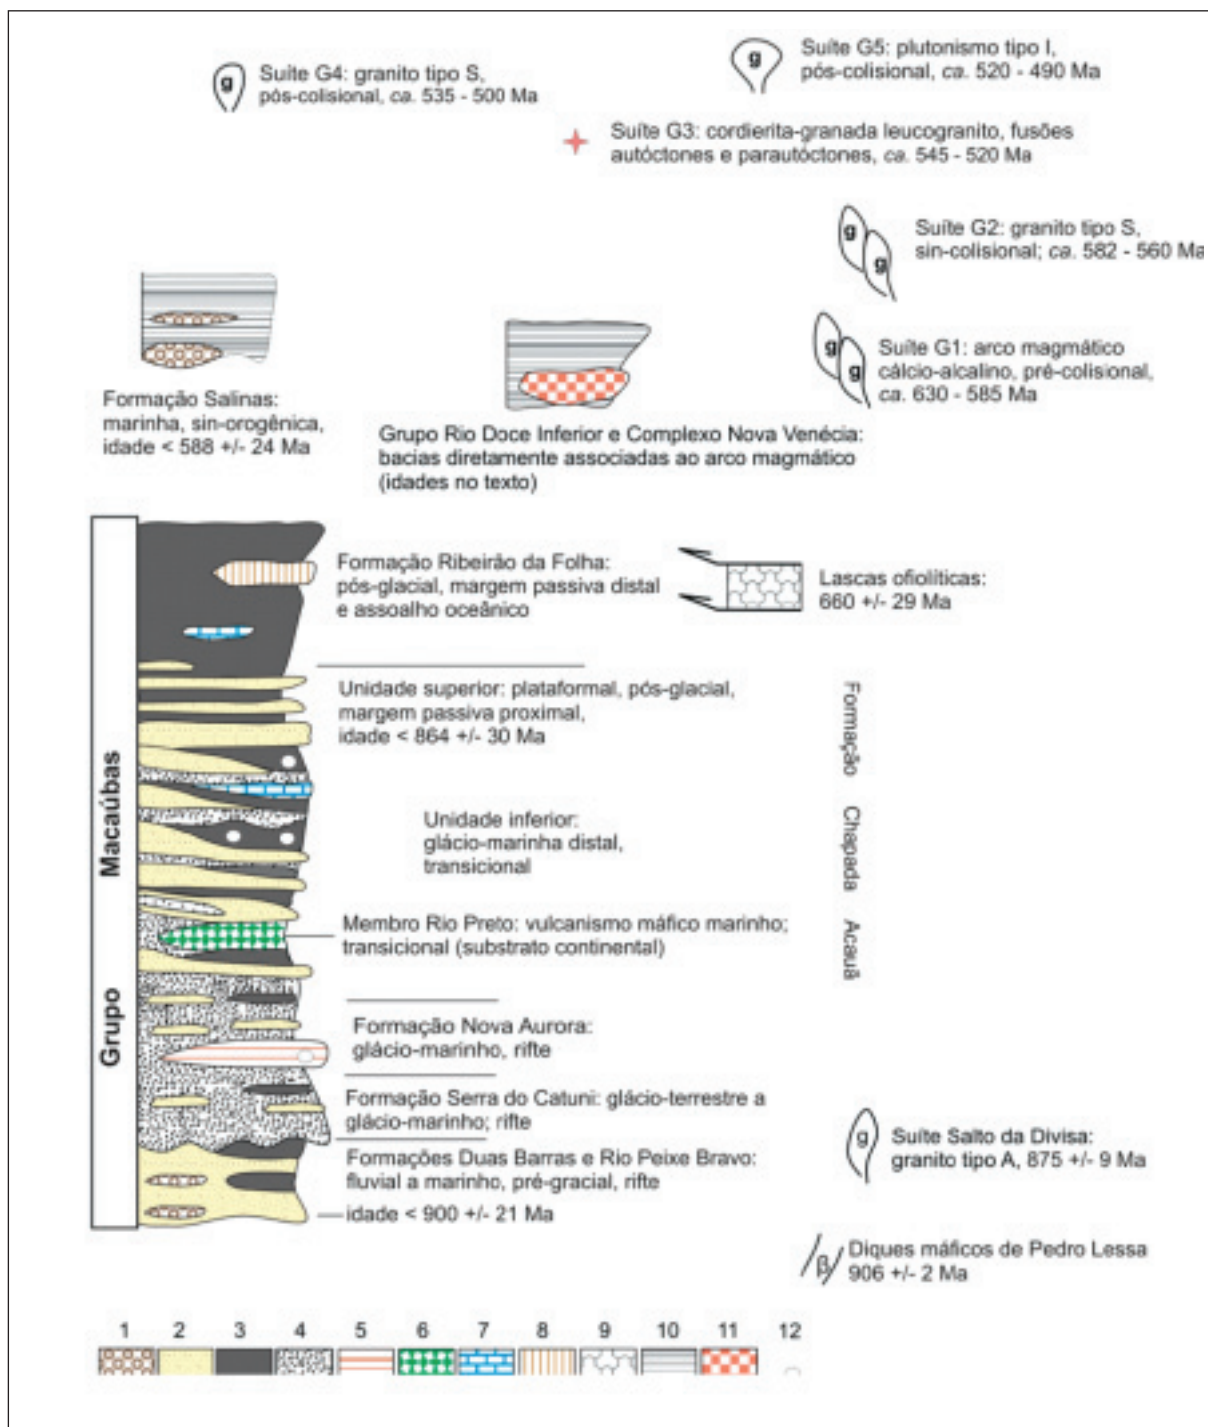 Suíte G4: granito tipo S,
pós-colisional, ca. 535 - 500 Ma
g
Suíte G5: plutonismo tipo I,
pós-colisional, ca. 520 - 490 Ma
g
Suíte G3: cordierita-granada leucogranito, fusões
autóctones e parautóctones, ca. 545 - 520 Ma
Suíte G2: granito tipo S,
sin-colisional; ca. 582 - 560 Ma
g
g
Suíte G1: arco magmático
cálcio-alcalino, pré-colisional,
ca. 630 - 585 Ma
g
g
Formação Salinas:
marinha, sin-orogênica,
idade < 588 +/- 24 Ma
Grupo Rio Doce Inferior e Complexo Nova Venécia:
bacias diretamente associadas ao arco magmático
(idades no texto)
Grupo Macaúbas
Formação Ribeirão da Folha:
pós-glacial, margem passiva distal
e assoalho oceânico
Lascas ofiolíticas:
660 +/- 29 Ma
Unidade superior: plataformal, pós-glacial,
margem passiva proximal,
idade < 864 +/- 30 Ma
Formação Chapada Acauã
Unidade inferior:
glácio-marinha distal,
transicional
Membro Rio Preto: vulcanismo máfico marinho;
transicional (substrato continental)
Formação Nova Aurora:
glácio-marinho, rifte
Formação Serra do Catuni: glácio-terrestre a
glácio-marinho; rifte
Formações Duas Barras e Rio Peixe Bravo:
fluvial a marinho, pré-gracial, rifte
idade < 900 +/- 21 Ma
g
Suíte Salto da Divisa:
granito tipo A, 875 +/- 9 Ma
β
Diques máficos de Pedro Lessa
906 +/- 2 Ma
1 2 3 4 5 6 7 8 9 10 11 12